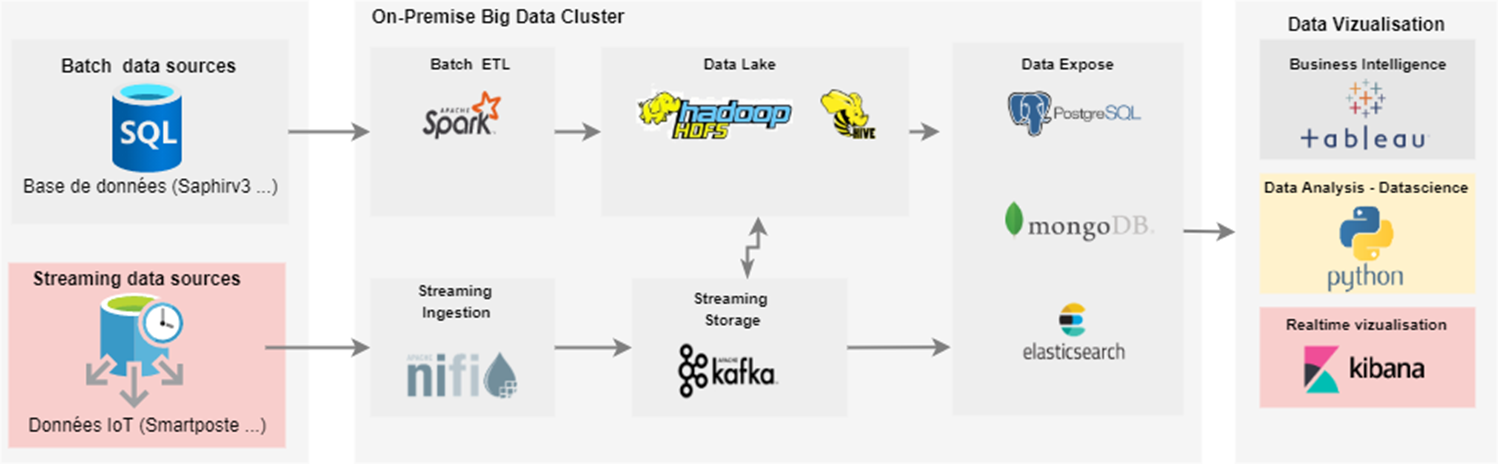 On-Premise Big Data Cluster
Batch data sources
SQL
Base de données (Saphirv3 ...)
Streaming data sources
Données IoT (Smartposte ...)
Batch ETL
APACHE
Spark
Data Lake
hadoop
HDFS
HIVE
Streaming
Ingestion
APACHE
nifi
Streaming
Storage
APACHE
kafka
Data Expose
PostgreSQL
mongoDB
elasticsearch
Data Vizualisation
Business Intelligence
+ableau
Data Analysis - Datascience
python
Realtime vizualisation
kibana